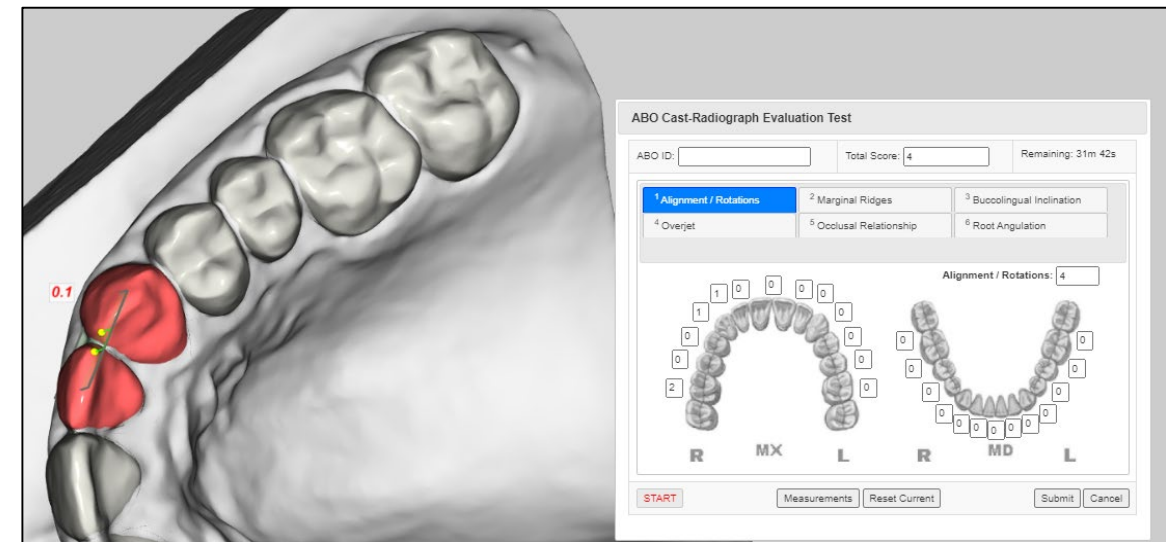 0.1
ABO Cast-Radiograph Evaluation Test
ABO ID: Total Score: 4 Remaining: 31m 42s
1 Alignment / Rotations 2 Marginal Ridges 3 Buccolingual Inclination
4 Overjet 5 Occlusal Relationship 6 Root Angulation
Alignment / Rotations: 4
1 0 0 0 0
1 0
0 0 0 0
0 0 0 0
2 0 0 0
0 0 0 0 0 0 0
R MX L R MD L
START Measurements Reset Current Submit Cancel